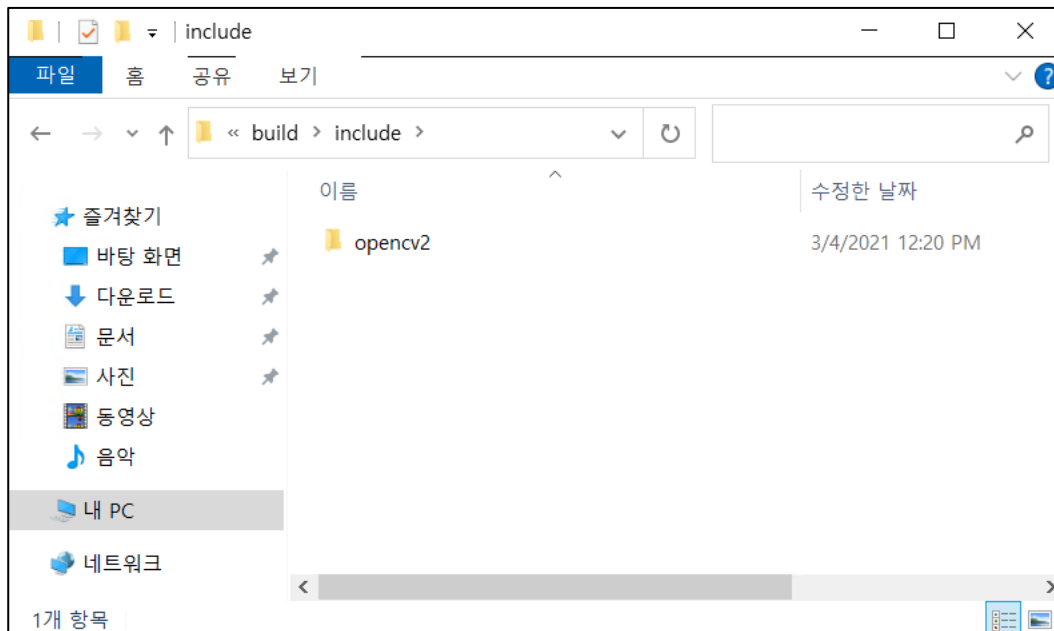 include
파일 홈 공유 보기
?
« build > include >
이름 수정한 날짜
즐겨찾기
바탕 화면
다운로드
문서
사진
동영상
음악
내 PC
네트워크
opencv2 3/4/2021 12:20 PM
1개 항목